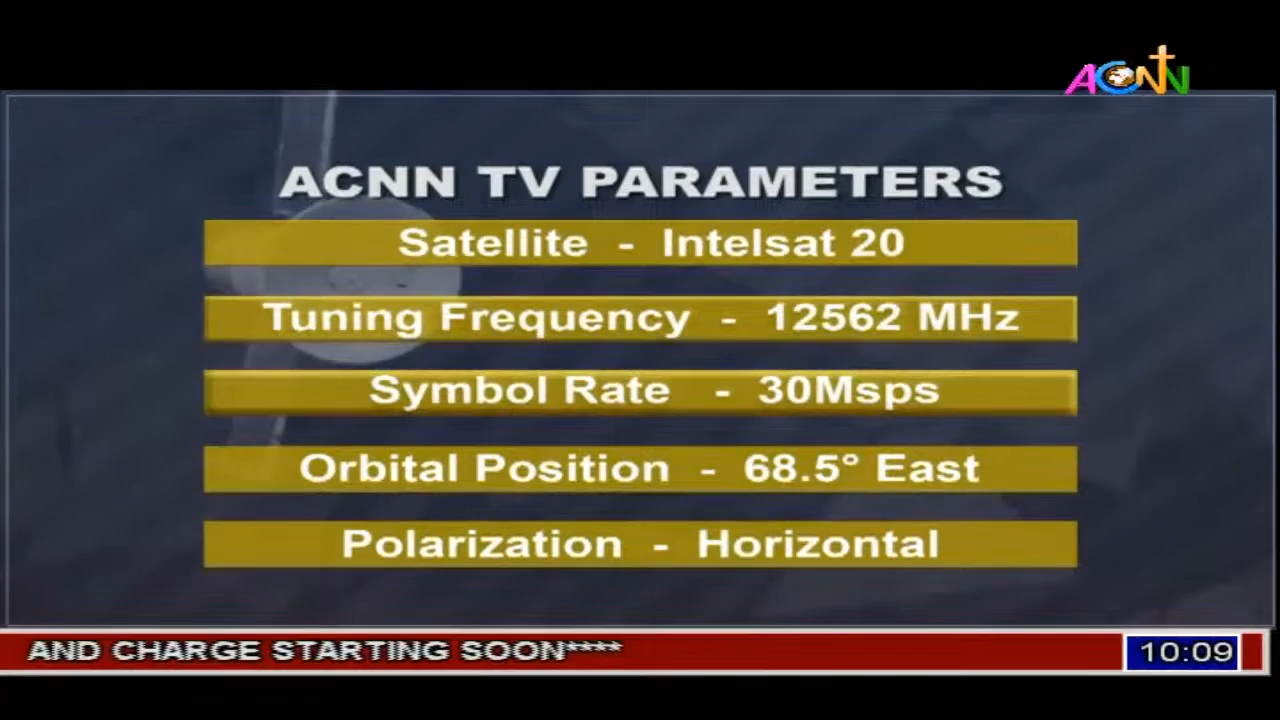 ACNN
ACNN TV PARAMETERS
Satellite - Intelsat 20
Tuning Frequency - 12562 MHz
Symbol Rate - 30Msps
Orbital Position - 68.5° East
Polarization - Horizontal
AND CHARGE STARTING SOON****
10:09